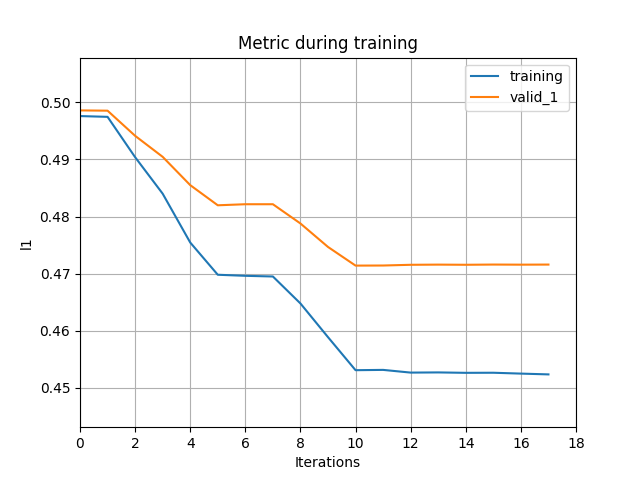 Metric during training
training
valid_1
l1
0.50
0.49
0.48
0.47
0.46
0.45
0 2 4 6 8 10 12 14 16 18
Iterations